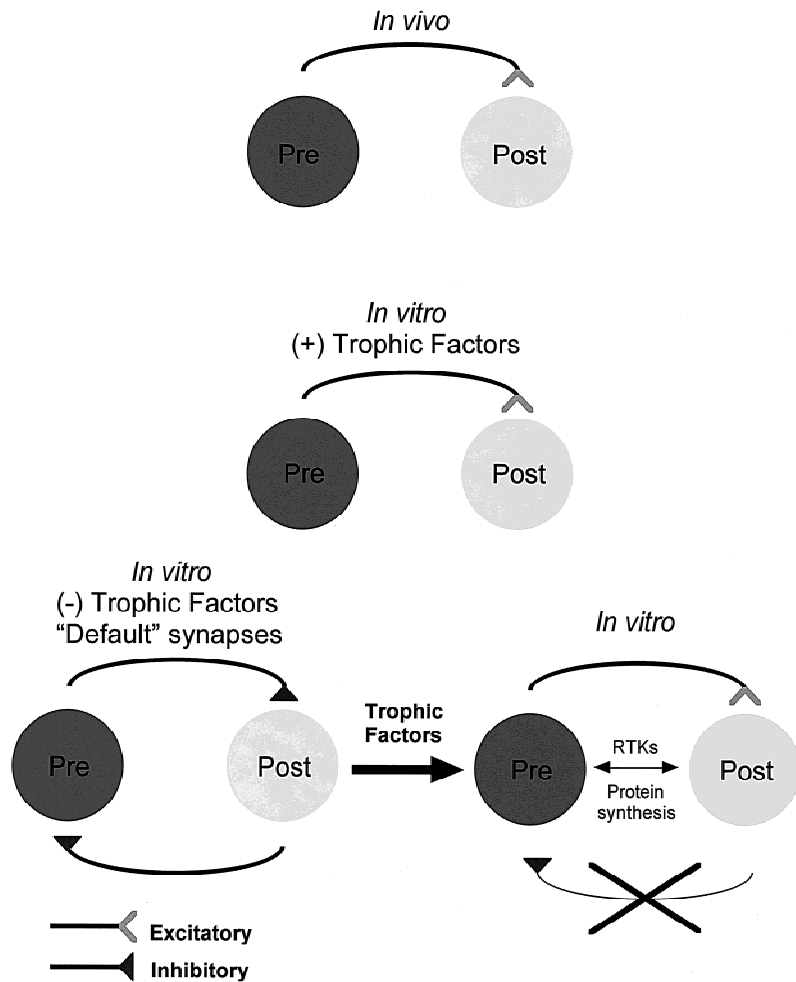 In vivo
Pre
Post
In vitro
(+) Trophic Factors
Pre
Post
In vitro
(-) Trophic Factors
“Default” synapses
Pre
Post
Trophic
Factors
In vitro
Pre
RTKs
Protein
synthesis
Post
Excitatory
Inhibitory